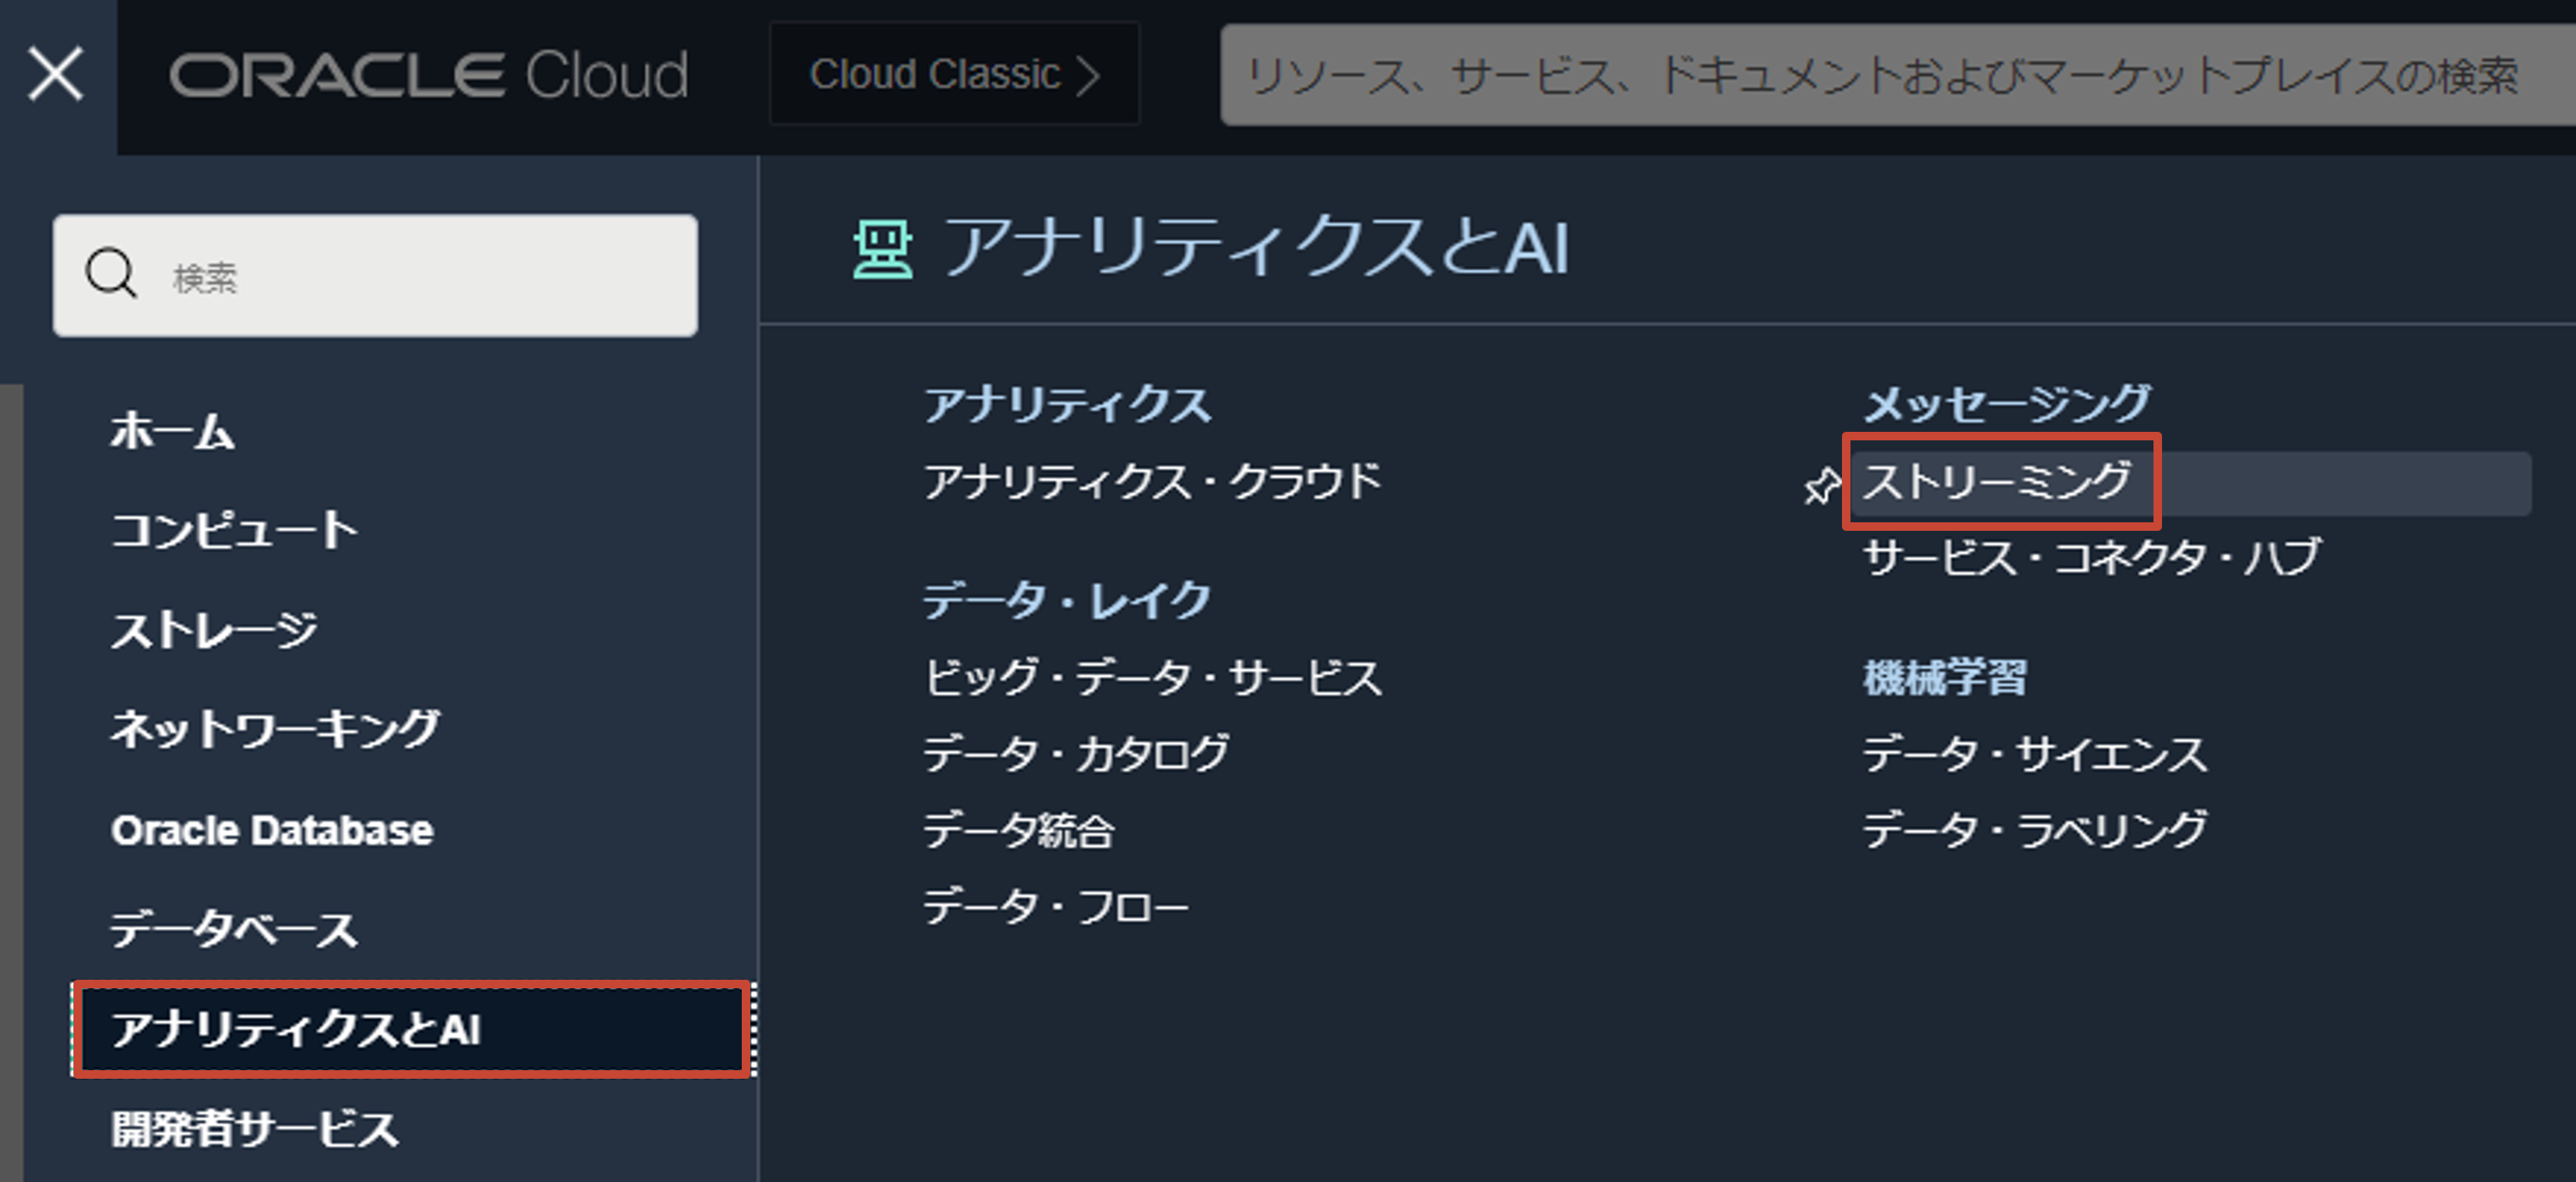 ORACLE Cloud
Cloud Classic
リソース、サービス、ドキュメントおよびマーケットプレイスの検索
検索
ホーム
コンピュート
ストレージ
ネットワーキング
Oracle Database
データベース
アナリティクスとAI
開発者サービス
アナリティクスとAI
アナリティクス
アナリティクス・クラウド
データ・レイク
ビッグ・データ・サービス
データ・カタログ
データ統合
データ・フロー
メッセージング
ストリーミング
サービス・コネクタ・ハブ
機械学習
データ・サイエンス
データ・ラベリング